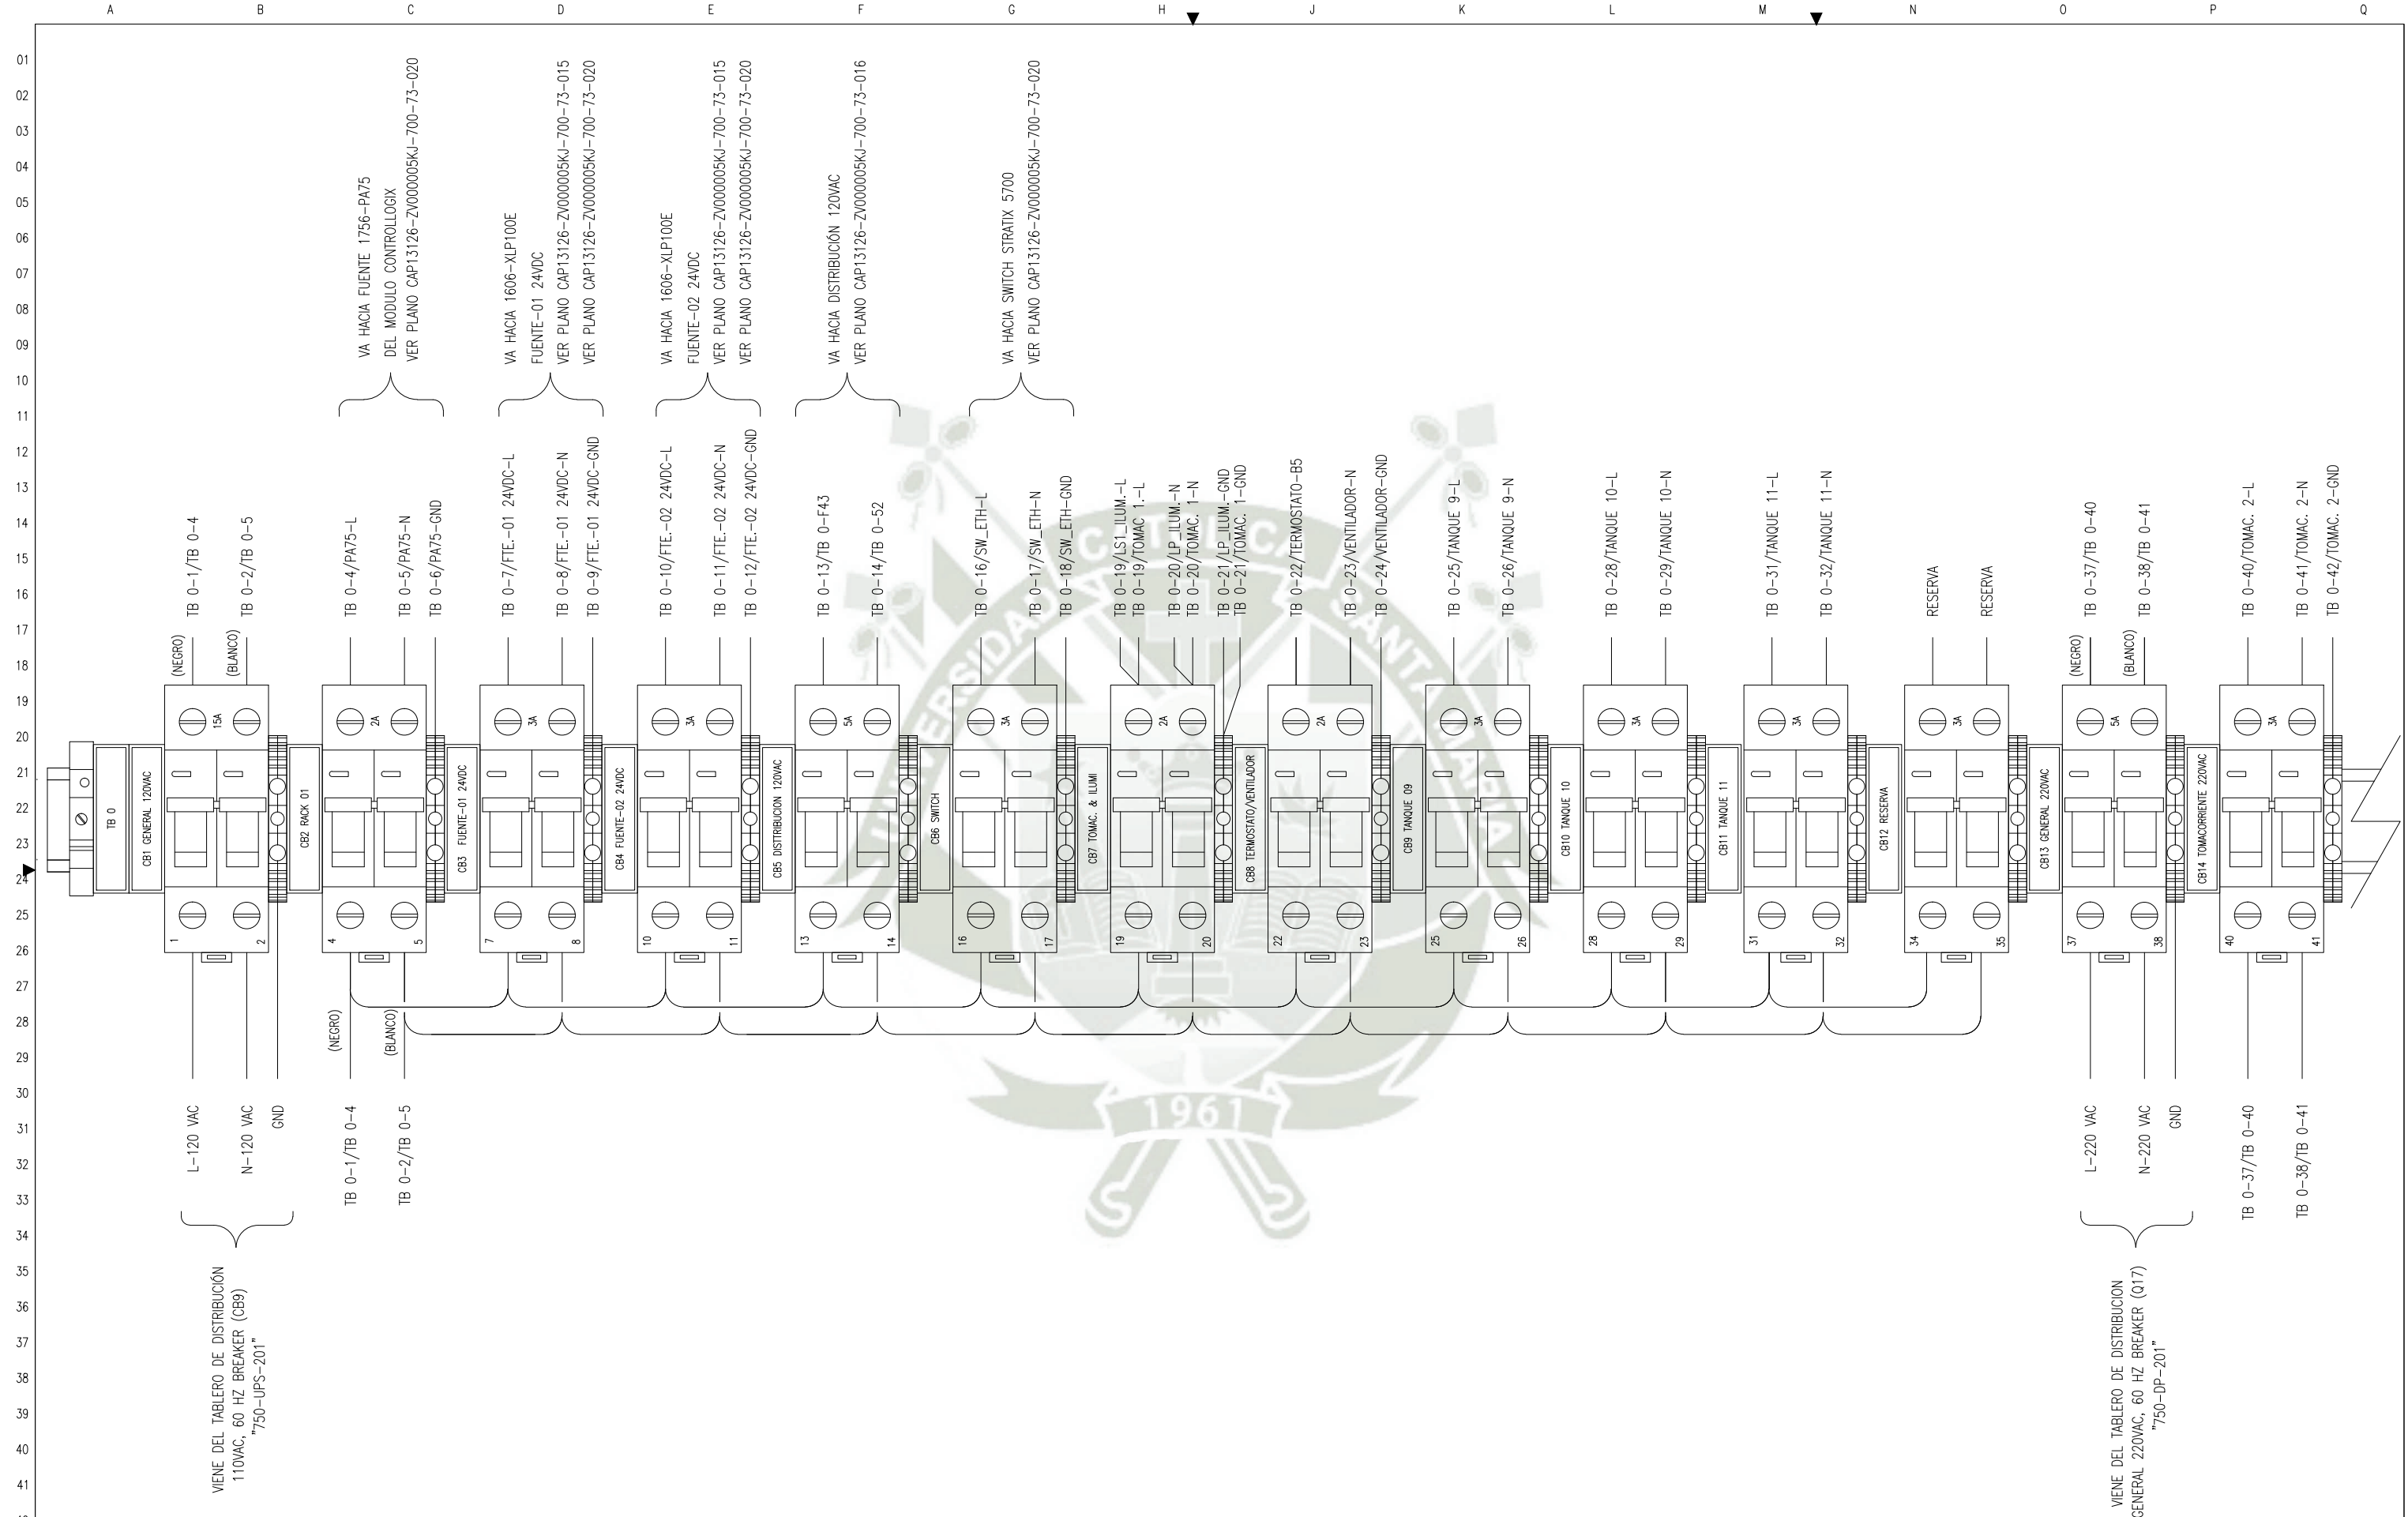 A B C D E F G H I J K L M N O P Q
01
02
03
04
05
06
07
08
09
10
11
12
13
14
15
16
17
18
19
20
21
22
23
24
25
26
27
28
29
30
31
32
33
34
35
36
37
38
39
40
41
VA HACIA FUENTE 1756-PA75
DEL MODULO CONTROLLOGIX
VER PLANO CAP13126-ZV000005KJ-700-73-020
VA HACIA 1606-XLP100E
FUENTE-01 24VDC
VER PLANO CAP13126-ZV000005KJ-700-73-015
VER PLANO CAP13126-ZV000005KJ-700-73-020
VA HACIA 1606-XLP100E
FUENTE-02 24VDC
VER PLANO CAP13126-ZV000005KJ-700-73-015
VER PLANO CAP13126-ZV000005KJ-700-73-020
VA HACIA DISTRIBUCIÓN 120VAC
VER PLANO CAP13126-ZV000005KJ-700-73-016
VA HACIA SWITCH STRATIX 5700
VER PLANO CAP13126-ZV000005KJ-700-73-020
TB 0-1/TB 0-4
TB 0-2/TB 0-5
TB 0-4/PA75-L
TB 0-5/PA75-N
TB 0-6/PA75-GND
TB 0-7/FTE.-01 24VDC-L
TB 0-8/FTE.-01 24VDC-N
TB 0-9/FTE.-01 24VDC-GND
TB 0-10/FTE.-02 24VDC-L
TB 0-11/FTE.-02 24VDC-N
TB 0-12/FTE.-02 24VDC-GND
TB 0-13/TB 0-F43
TB 0-14/TB 0-52
TB 0-16/SW_ETH-L
TB 0-17/SW_ETH-N
TB 0-18/SW_ETH-GND
TB 0-19/LS1_ILUM.-L
TB 0-19/TOMAC 1.-L
TB 0-20/LP_ILUM.-N
TB 0-20/TOMAC. 1-N
TB 0-21/LP_ILUM.-GND
TB 0-21/TOMAC. 1-GND
TB 0-22/TERMOSTATO-B5
TB 0-23/VENTILADOR-N
TB 0-24/VENTILADOR-GND
TB 0-25/TANQUE 9-L
TB 0-26/TANQUE 9-N
TB 0-28/TANQUE 10-L
TB 0-29/TANQUE 10-N
TB 0-31/TANQUE 11-L
TB 0-32/TANQUE 11-N
RESERVA
RESERVA
TB 0-37/TB 0-40
TB 0-38/TB 0-41
TB 0-40/TOMAC. 2-L
TB 0-41/TOMAC. 2-N
TB 0-42/TOMAC. 2-GND
(NEGRO)
(BLANCO)
(NEGRO)
(BLANCO)
15A
2A
3A
3A
5A
3A
2A
2A
3A
3A
3A
3A
5A
3A
TB 0
CB1 GENERAL 120VAC
CB2 RACK 01
CB3 FUENTE-01 24VDC
CB4 FUENTE-02 24VDC
CB5 DISTRIBUCION 120VAC
CB6 SWITCH
CB7 TOMAC. & ILUMI
CB8 TERMOSTATO/VENTILADOR
CB9 TANQUE 09
CB10 TANQUE 10
CB11 TANQUE 11
CB12 RESERVA
CB13 GENERAL 220VAC
CB14 TOMACORRIENTE 220VAC
1 2
4 5
7 8
10 11
13 14
16 17
19 20
22 23
25 26
28 29
31 32
34 35
37 38
40 41
(NEGRO)
(BLANCO)
L-120 VAC
N-120 VAC
GND
TB 0-1/TB 0-4
TB 0-2/TB 0-5
L-220 VAC
N-220 VAC
GND
TB 0-37/TB 0-40
TB 0-38/TB 0-41
VIENE DEL TABLERO DE DISTRIBUCIÓN
110VAC, 60 HZ BREAKER (CB9)
"750-UPS-201"
VIENE DEL TABLERO DE DISTRIBUCION
GENERAL 220VAC, 60 HZ BREAKER (Q17)
"750-DP-201"
UNIVERSIDAD CATOLICA SANTA MARIA
1961